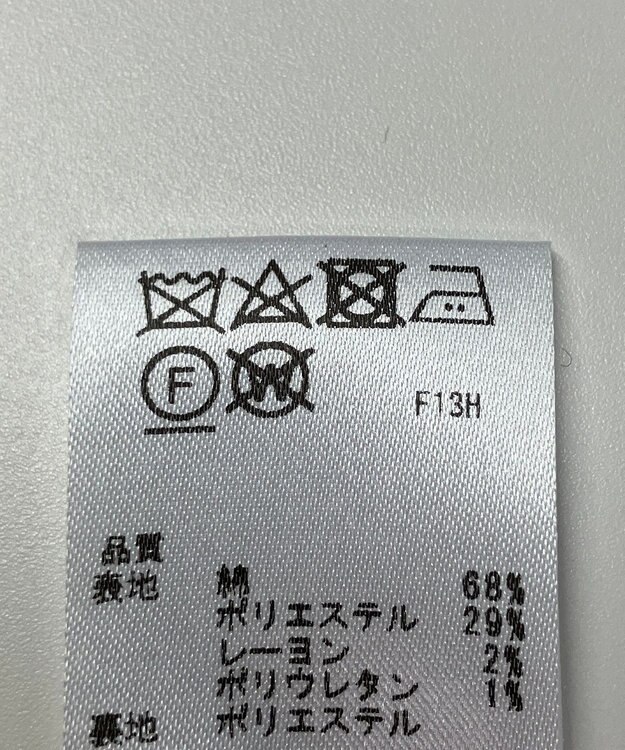 F W F13H
品質
表地 綿 68%
ポリエステル 29%
レーヨン 2%
ポリウレタン 1%
裏地 ポリエステル